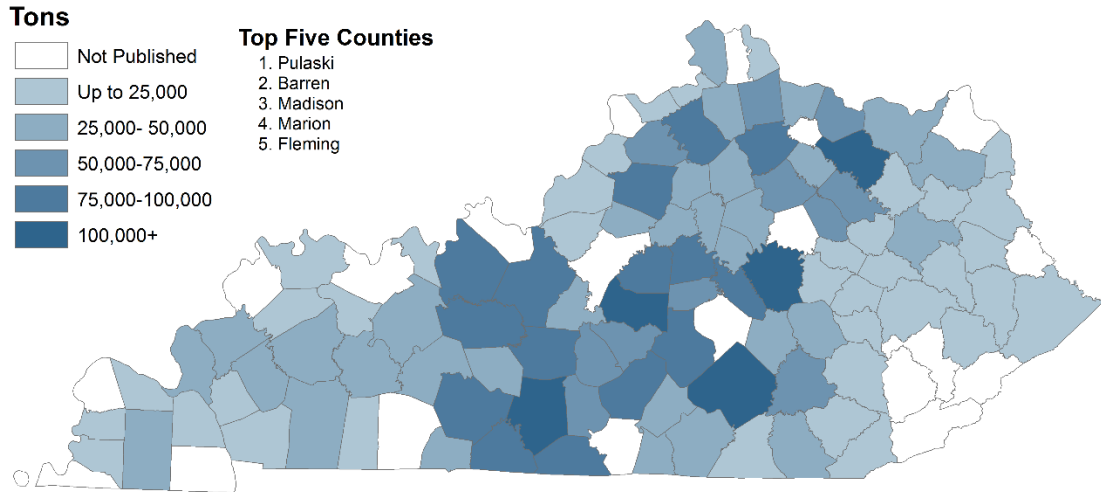 Tons
Not Published
Up to 25,000
25,000- 50,000
50,000-75,000
75,000-100,000
100,000+
Top Five Counties
1. Pulaski
2. Barren
3. Madison
4. Marion
5. Fleming